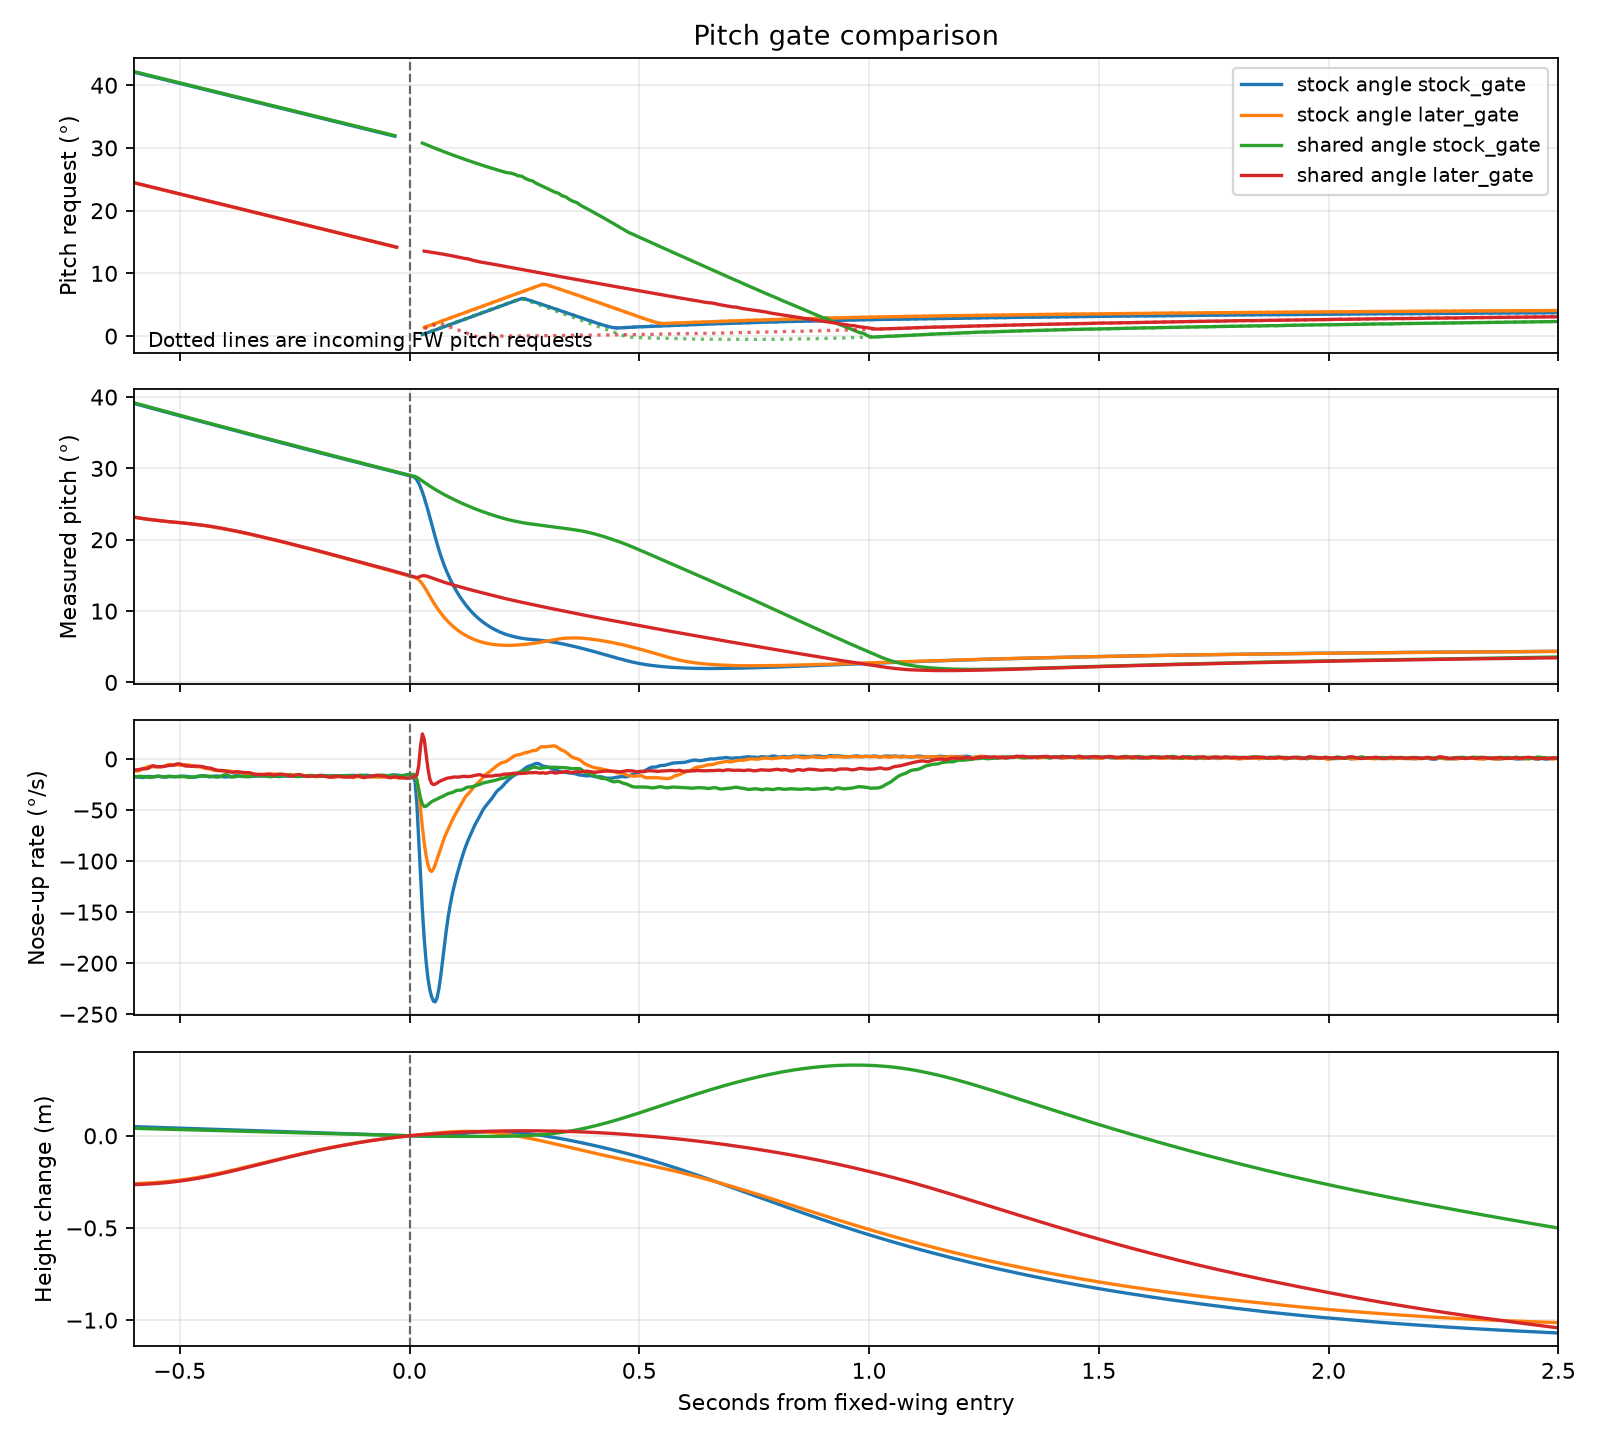 Pitch gate comparison
Pitch request (°)
40
30
20
10
0
stock angle stock_gate
stock angle later_gate
shared angle stock_gate
shared angle later_gate
Dotted lines are incoming FW pitch requests
Measured pitch (°)
40
30
20
10
0
Nose-up rate (°/s)
0
−50
−100
−150
−200
−250
Height change (m)
0.0
−0.5
−1.0
−0.5 0.0 0.5 1.0 1.5 2.0 2.5
Seconds from fixed-wing entry